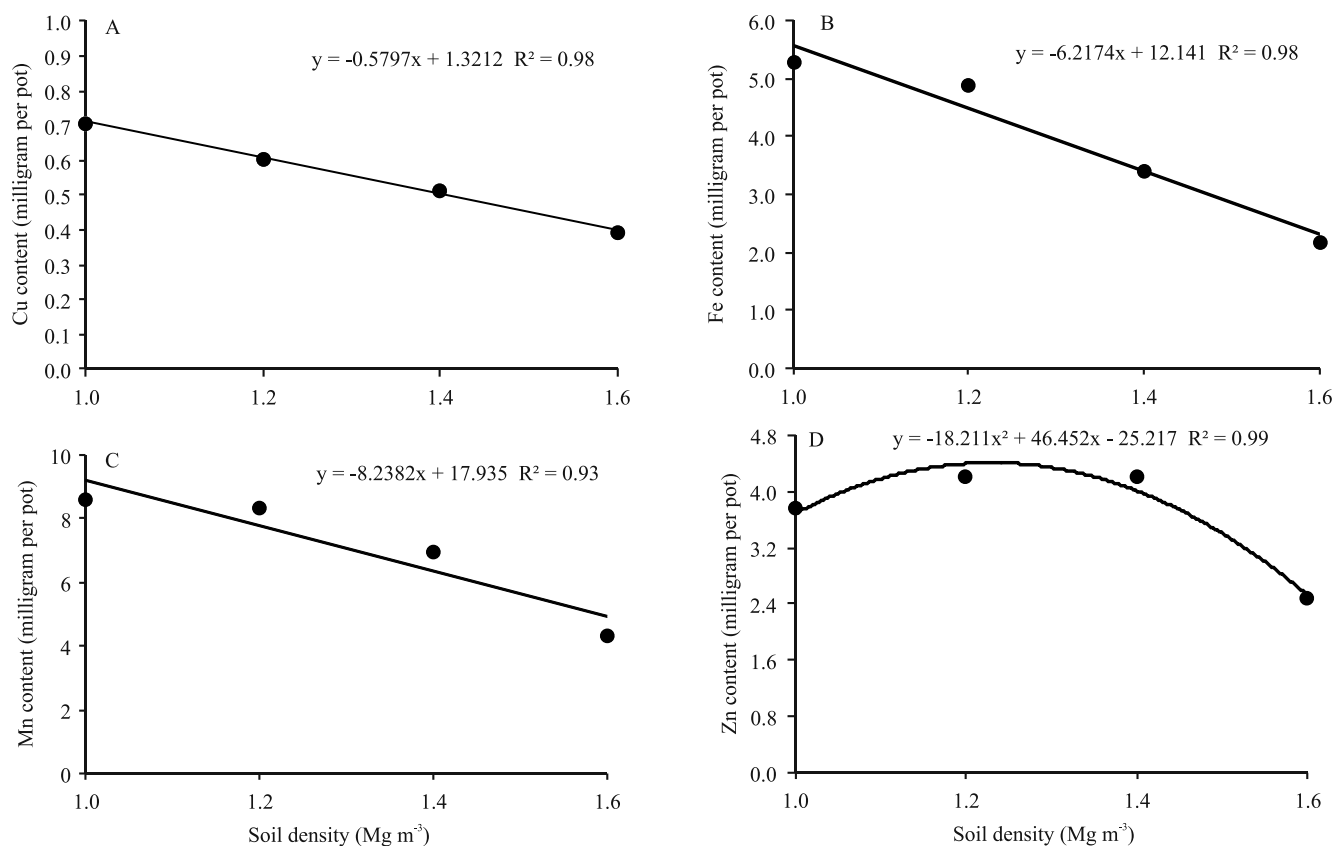 A
y = -0.5797x + 1.3212 R² = 0.98
Cu content (milligram per pot)
1.0
0.9
0.8
0.7
0.6
0.5
0.4
0.3
0.2
0.1
0.0
1.0 1.2 1.4 1.6
B
y = -6.2174x + 12.141 R² = 0.98
Fe content (milligram per pot)
6.0
5.0
4.0
3.0
2.0
1.0
0.0
1.0 1.2 1.4 1.6
C
y = -8.2382x + 17.935 R² = 0.93
Mn content (milligram per pot)
10
8
6
4
2
0
1.0 1.2 1.4 1.6
Soil density (Mg m⁻³)
D
y = -18.211x² + 46.452x - 25.217 R² = 0.99
Zn content (milligram per pot)
4.8
4.0
3.2
2.4
1.6
0.8
0.0
1.0 1.2 1.4 1.6
Soil density (Mg m⁻³)